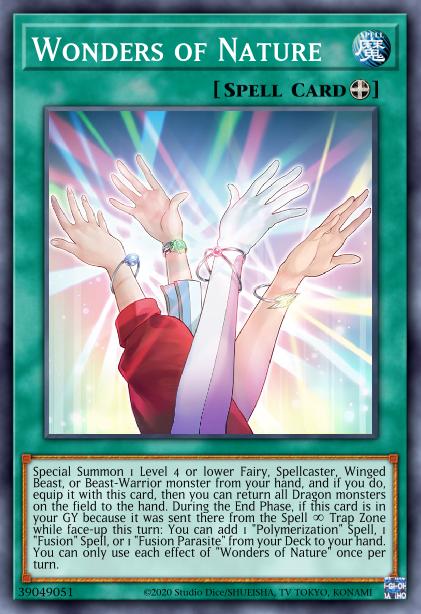 WONDERS OF NATURE
SPELL
魔
[SPELL CARD]
Special Summon 1 Level 4 or lower Fairy, Spellcaster, Winged
Beast, or Beast-Warrior monster from your hand, and if you do,
equip it with this card, then you can return all Dragon monsters
on the field to the hand. During the End Phase, if this card is in
your GY because it was sent there from the Spell ∞ Trap Zone
while face-up this turn: You can add 1 "Polymerization" Spell, 1
"Fusion" Spell, or 1 "Fusion Parasite" from your Deck to your hand.
You can only use each effect of "Wonders of Nature" once per
turn.
39049051
©2020 Studio Dice/SHUEISHA, TV TOKYO, KONAMI